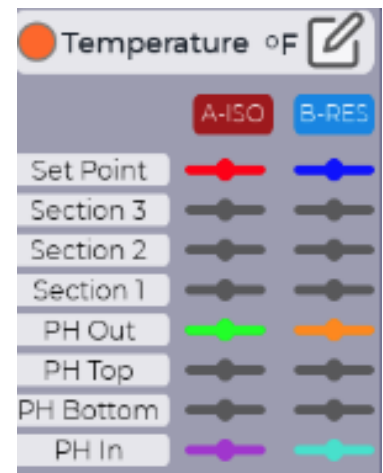 Temperature °F
A-ISO B-RES
Set Point
Section 3
Section 2
Section 1
PH Out
PH Top
PH Bottom
PH In